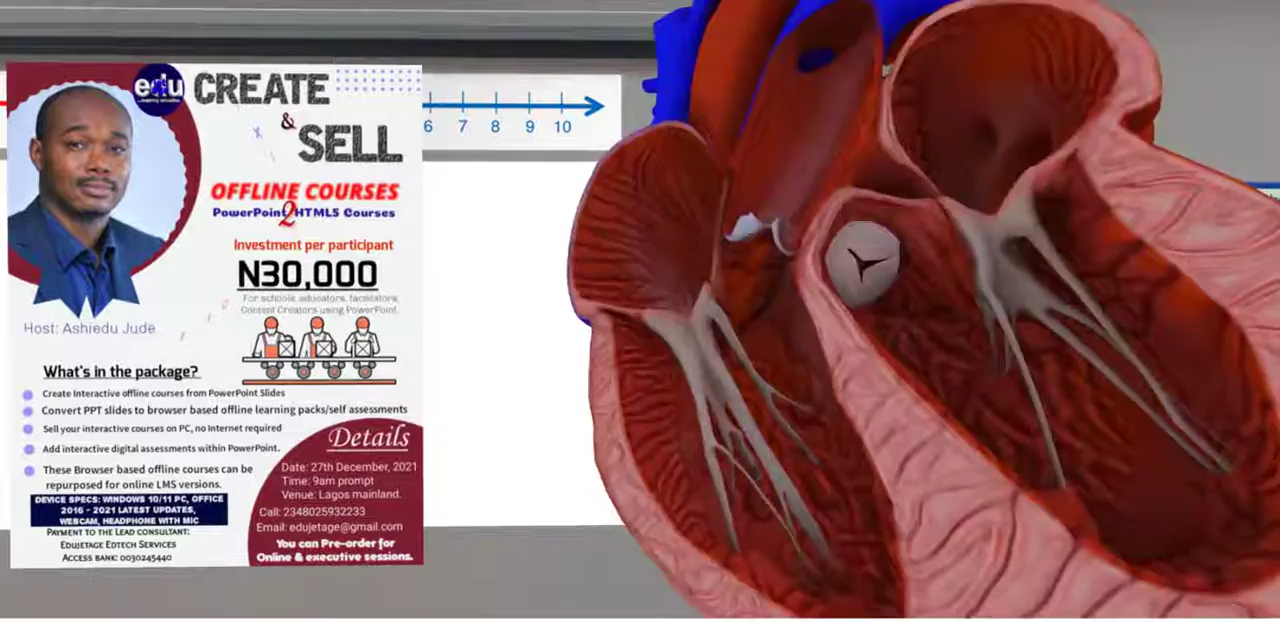 edu
CREATE
&
SELL
OFFLINE COURSES
PowerPoint 2 HTML5 Courses
Investment per participant
N30,000
For schools, educators, facilitators,
Content Creators using PowerPoint
Host: Ashiedu Jude
What's in the package?
Create Interactive offline courses from PowerPoint Slides
Convert PPT slides to browser based offline learning packs/self assessments
Sell your interactive courses on PC, no Internet required
Add interactive digital assessments within PowerPoint.
These Browser based offline courses can be
repurposed for online LMS versions.
DEVICE SPECS: WINDOWS 10/11 PC, OFFICE
2016 - 2021 LATEST UPDATES,
WEBCAM, HEADPHONE WITH MIC
PAYMENT TO THE LEAD CONSULTANT:
EDUJETAGE EDTECH SERVICES
ACCESS BANK: 0030245440
Details
Date: 27th December, 2021
Time: 9am prompt
Venue: Lagos mainland.
Call: 2348025932233
Email: edujetage@gmail.com
You can Pre-order for
Online & executive sessions.
6 7 8 9 10